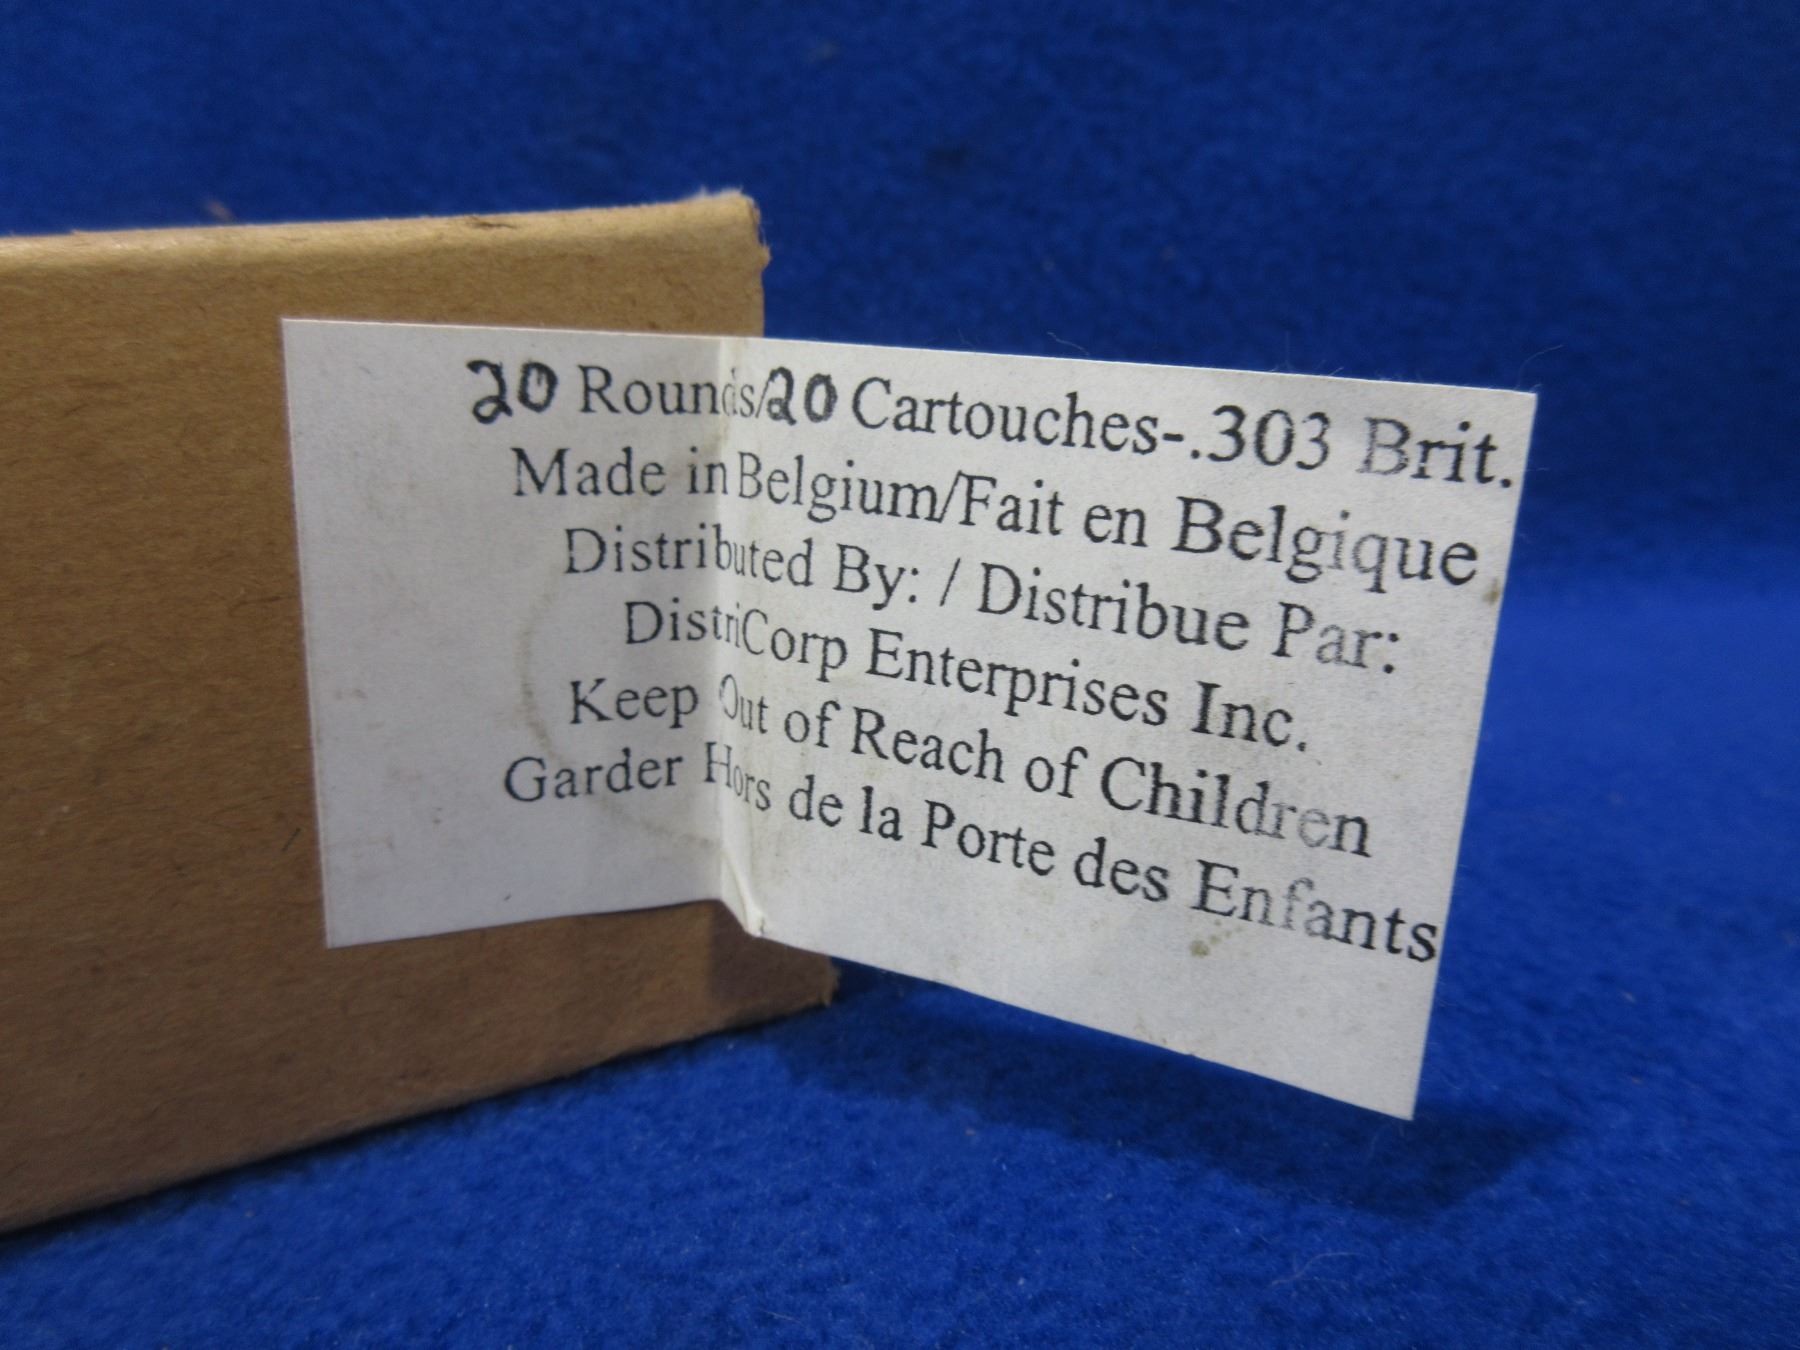 20 Rounds/20 Cartouches-.303 Brit.
Made in Belgium/Fait en Belgique
Distributed By: / Distribue Par:
DistriCorp Enterprises Inc.
Keep Out of Reach of Children
Garder Hors de la Porte des Enfants